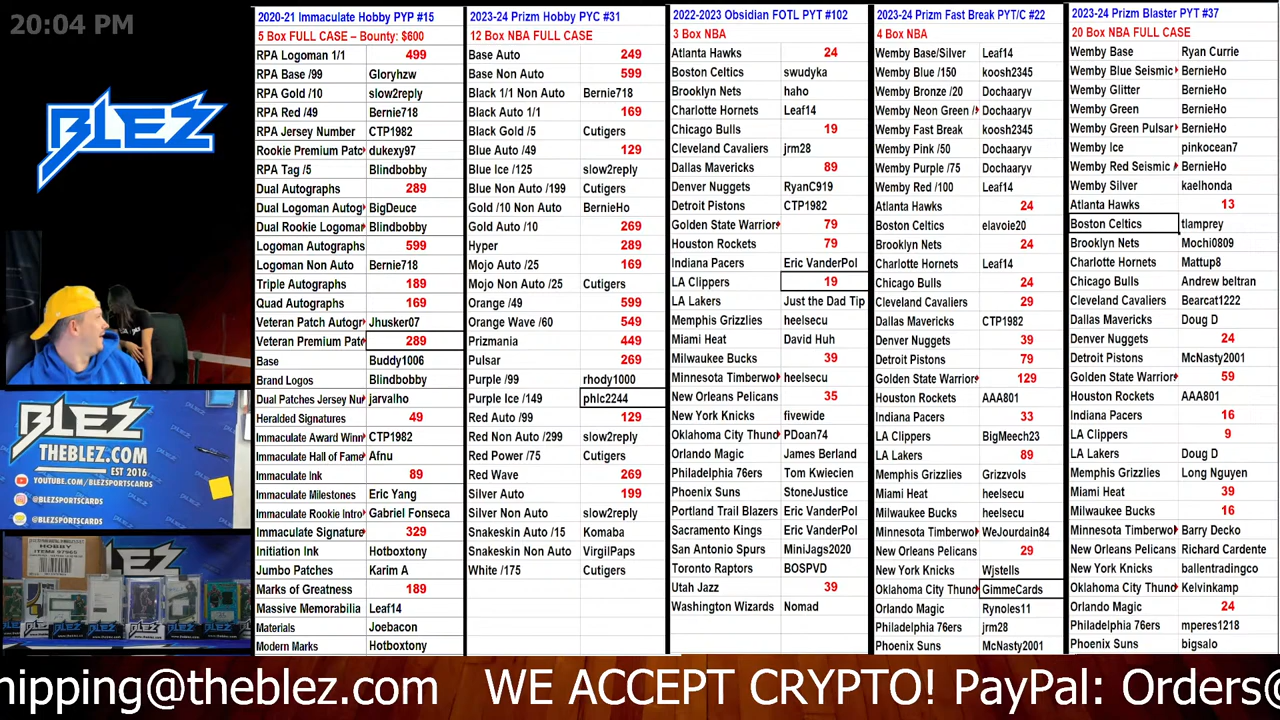 20:04 PM
BLEZ
BLEZ
THEBLEZ.COM
EST 2016
YOUTUBE.COM/BLEZSPORTSCARDS
@BLEZSPORTSCARDS
@BLEZSPORTSCARDS
HOBBY
2020-21 Immaculate Hobby PYP #15
5 Box FULL CASE – Bounty: $600
RPA Logoman 1/1 499
RPA Base /99 Gloryhzw
RPA Gold /10 slow2reply
RPA Red /49 Bernie718
RPA Jersey Number CTP1982
Rookie Premium Patc dukexy97
RPA Tag /5 Blindbobby
Dual Autographs 289
Dual Logoman Autog BigDeuce
Dual Rookie Logoma Blindbobby
Logoman Autographs 599
Logoman Non Auto Bernie718
Triple Autographs 189
Quad Autographs 169
Veteran Patch Autogr Jhusker07
Veteran Premium Pat 289
Base Buddy1006
Brand Logos Blindbobby
Dual Patches Jersey Nu jarvalho
Heralded Signatures 49
Immaculate Award Winn CTP1982
Immaculate Hall of Fame Afnu
Immaculate Ink 89
Immaculate Milestones Eric Yang
Immaculate Rookie Intro Gabriel Fonseca
Immaculate Signature 329
Initiation Ink Hotboxtony
Jumbo Patches Karim A
Marks of Greatness 189
Massive Memorabilia Leaf14
Materials Joebacon
Modern Marks Hotboxtony
2023-24 Prizm Hobby PYC #31
12 Box NBA FULL CASE
Base Auto 249
Base Non Auto 599
Black 1/1 Non Auto Bernie718
Black Auto 1/1 169
Black Gold /5 Cutigers
Blue Auto /49 129
Blue Ice /125 slow2reply
Blue Non Auto /199 Cutigers
Gold /10 Non Auto BernieHo
Gold Auto /10 269
Hyper 289
Mojo Auto /25 169
Mojo Non Auto /25 Cutigers
Orange /49 599
Orange Wave /60 549
Prizmania 449
Pulsar 269
Purple /99 rhody1000
Purple Ice /149 phlc2244
Red Auto /99 129
Red Non Auto /299 slow2reply
Red Power /75 Cutigers
Red Wave 269
Silver Auto 199
Silver Non Auto slow2reply
Snakeskin Auto /15 Komaba
Snakeskin Non Auto VirgilPaps
White /175 Cutigers
2022-2023 Obsidian FOTL PYT #102
3 Box NBA
Atlanta Hawks 24
Boston Celtics swudyka
Brooklyn Nets haho
Charlotte Hornets Leaf14
Chicago Bulls 19
Cleveland Cavaliers jrm28
Dallas Mavericks 89
Denver Nuggets RyanC919
Detroit Pistons CTP1982
Golden State Warrior 79
Houston Rockets 79
Indiana Pacers Eric VanderPol
LA Clippers 19
LA Lakers Just the Dad Tip
Memphis Grizzlies heelsecu
Miami Heat David Huh
Milwaukee Bucks 39
Minnesota Timberwo heelsecu
New Orleans Pelicans 35
New York Knicks fivewide
Oklahoma City Thund PDoan74
Orlando Magic James Berland
Philadelphia 76ers Tom Kwiecien
Phoenix Suns StoneJustice
Portland Trail Blazers Eric VanderPol
Sacramento Kings Eric VanderPol
San Antonio Spurs MiniJags2020
Toronto Raptors BOSPVD
Utah Jazz 39
Washington Wizards Nomad
2023-24 Prizm Fast Break PYT/C #22
4 Box NBA
Wemby Base/Silver Leaf14
Wemby Blue /150 koosh2345
Wemby Bronze /20 Dochaaryv
Wemby Neon Green / Dochaaryv
Wemby Fast Break koosh2345
Wemby Pink /50 Dochaaryv
Wemby Purple /75 Dochaaryv
Wemby Red /100 Leaf14
Atlanta Hawks 24
Boston Celtics elavoie20
Brooklyn Nets 24
Charlotte Hornets Leaf14
Chicago Bulls 24
Cleveland Cavaliers 29
Dallas Mavericks CTP1982
Denver Nuggets 39
Detroit Pistons 79
Golden State Warrior 129
Houston Rockets AAA801
Indiana Pacers 33
LA Clippers BigMeech23
LA Lakers 89
Memphis Grizzlies Grizzvols
Miami Heat heelsecu
Milwaukee Bucks heelsecu
Minnesota Timberwo WeJourdain84
New Orleans Pelicans 29
New York Knicks Wjstells
Oklahoma City Thund GimmeCards
Orlando Magic Rynoles11
Philadelphia 76ers jrm28
Phoenix Suns McNasty2001
2023-24 Prizm Blaster PYT #37
20 Box NBA FULL CASE
Wemby Base Ryan Currie
Wemby Blue Seismic BernieHo
Wemby Glitter BernieHo
Wemby Green BernieHo
Wemby Green Pulsar BernieHo
Wemby Ice pinkocean7
Wemby Red Seismic BernieHo
Wemby Silver kaelhonda
Atlanta Hawks 13
Boston Celtics tlamprey
Brooklyn Nets Mochi0809
Charlotte Hornets Mattup8
Chicago Bulls Andrew beltran
Cleveland Cavaliers Bearcat1222
Dallas Mavericks Doug D
Denver Nuggets 24
Detroit Pistons McNasty2001
Golden State Warrior 59
Houston Rockets AAA801
Indiana Pacers 16
LA Clippers 9
LA Lakers Doug D
Memphis Grizzlies Long Nguyen
Miami Heat 39
Milwaukee Bucks 16
Minnesota Timberwo Barry Decko
New Orleans Pelicans Richard Cardente
New York Knicks ballentradingco
Oklahoma City Thund Kelvinkamp
Orlando Magic 24
Philadelphia 76ers mperes1218
Phoenix Suns bigsalo
hipping@theblez.com WE ACCEPT CRYPTO! PayPal: Orders@